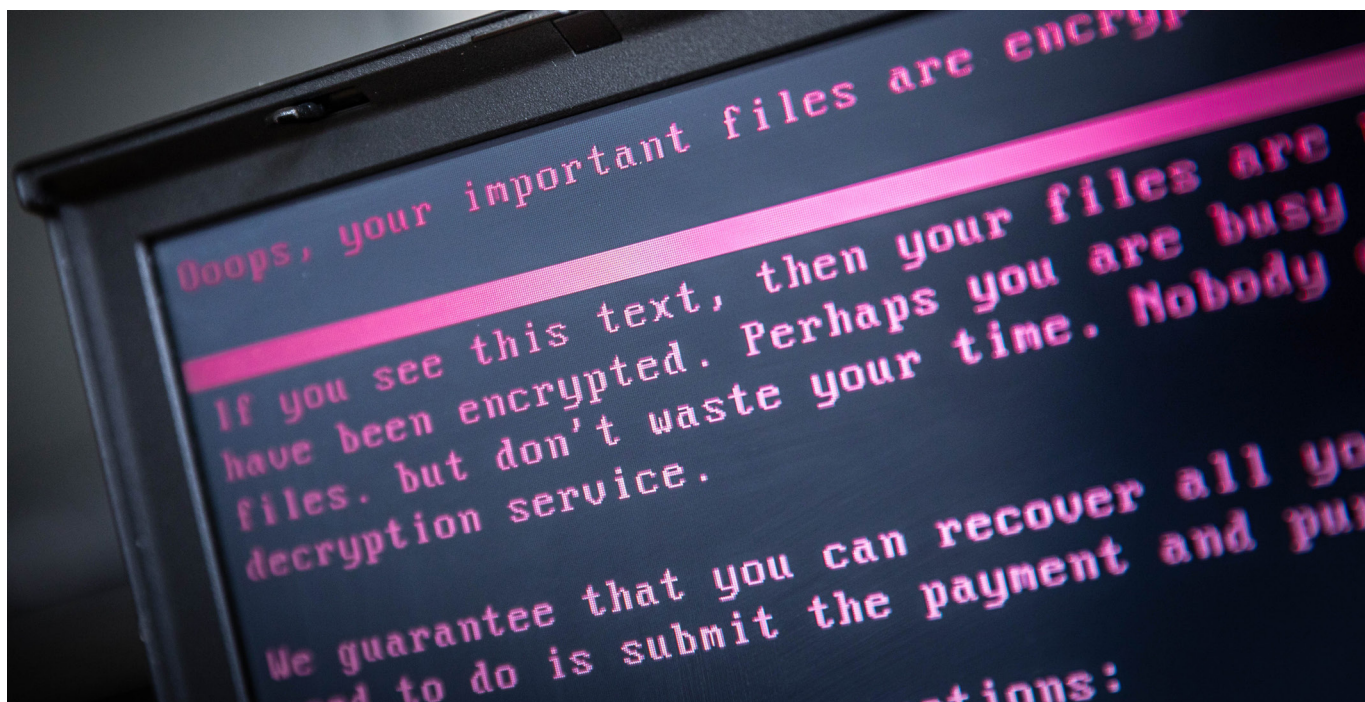 Ooops, your important files are encryp
If you see this text, then your files are
have been encrypted. Perhaps you are busy
files. but don't waste your time. Nobody
decryption service.
We guarantee that you can recover all yo
to do is submit the payment and pu